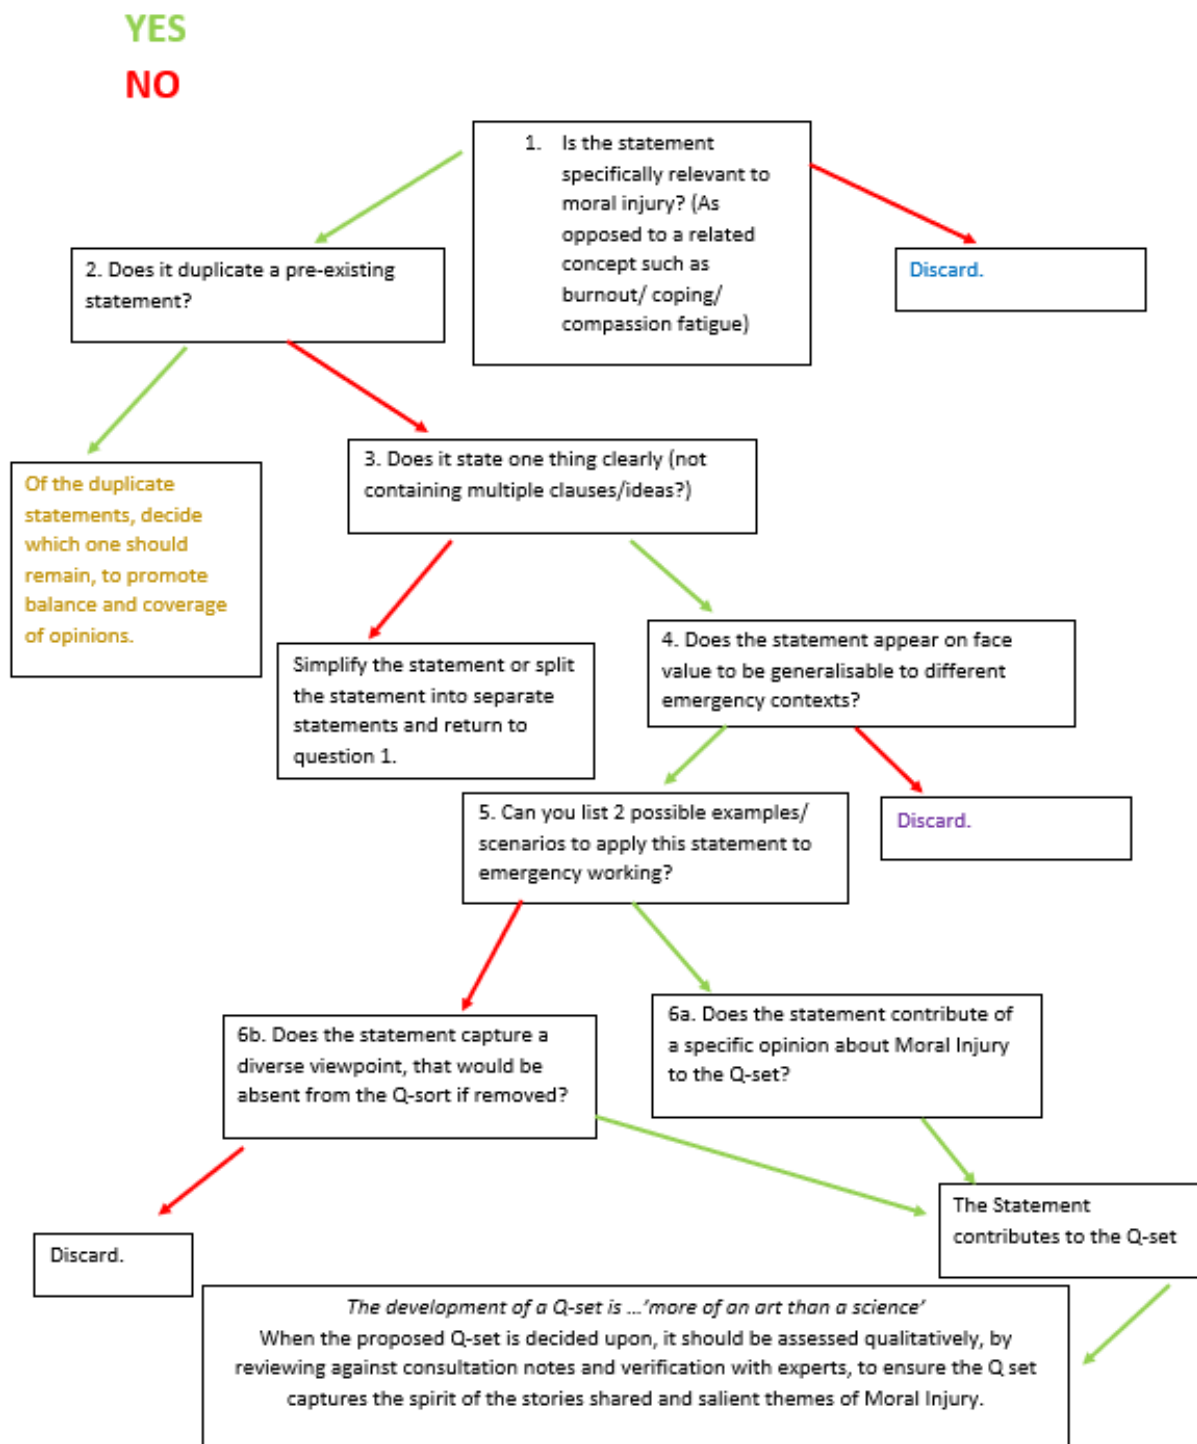 YES
NO
1. Is the statement
specifically relevant to
moral injury? (As
opposed to a related
concept such as
burnout/ coping/
compassion fatigue)
Discard.
2. Does it duplicate a pre-existing
statement?
Of the duplicate
statements, decide
which one should
remain, to promote
balance and coverage
of opinions.
3. Does it state one thing clearly (not
containing multiple clauses/ideas?)
Simplify the statement or split
the statement into separate
statements and return to
question 1.
4. Does the statement appear on face
value to be generalisable to different
emergency contexts?
Discard.
5. Can you list 2 possible examples/
scenarios to apply this statement to
emergency working?
6b. Does the statement capture a
diverse viewpoint, that would be
absent from the Q-sort if removed?
6a. Does the statement contribute of
a specific opinion about Moral Injury
to the Q-set?
Discard.
The Statement
contributes to the Q-set
The development of a Q-set is ...'more of an art than a science'
When the proposed Q-set is decided upon, it should be assessed qualitatively, by
reviewing against consultation notes and verification with experts, to ensure the Q set
captures the spirit of the stories shared and salient themes of Moral Injury.